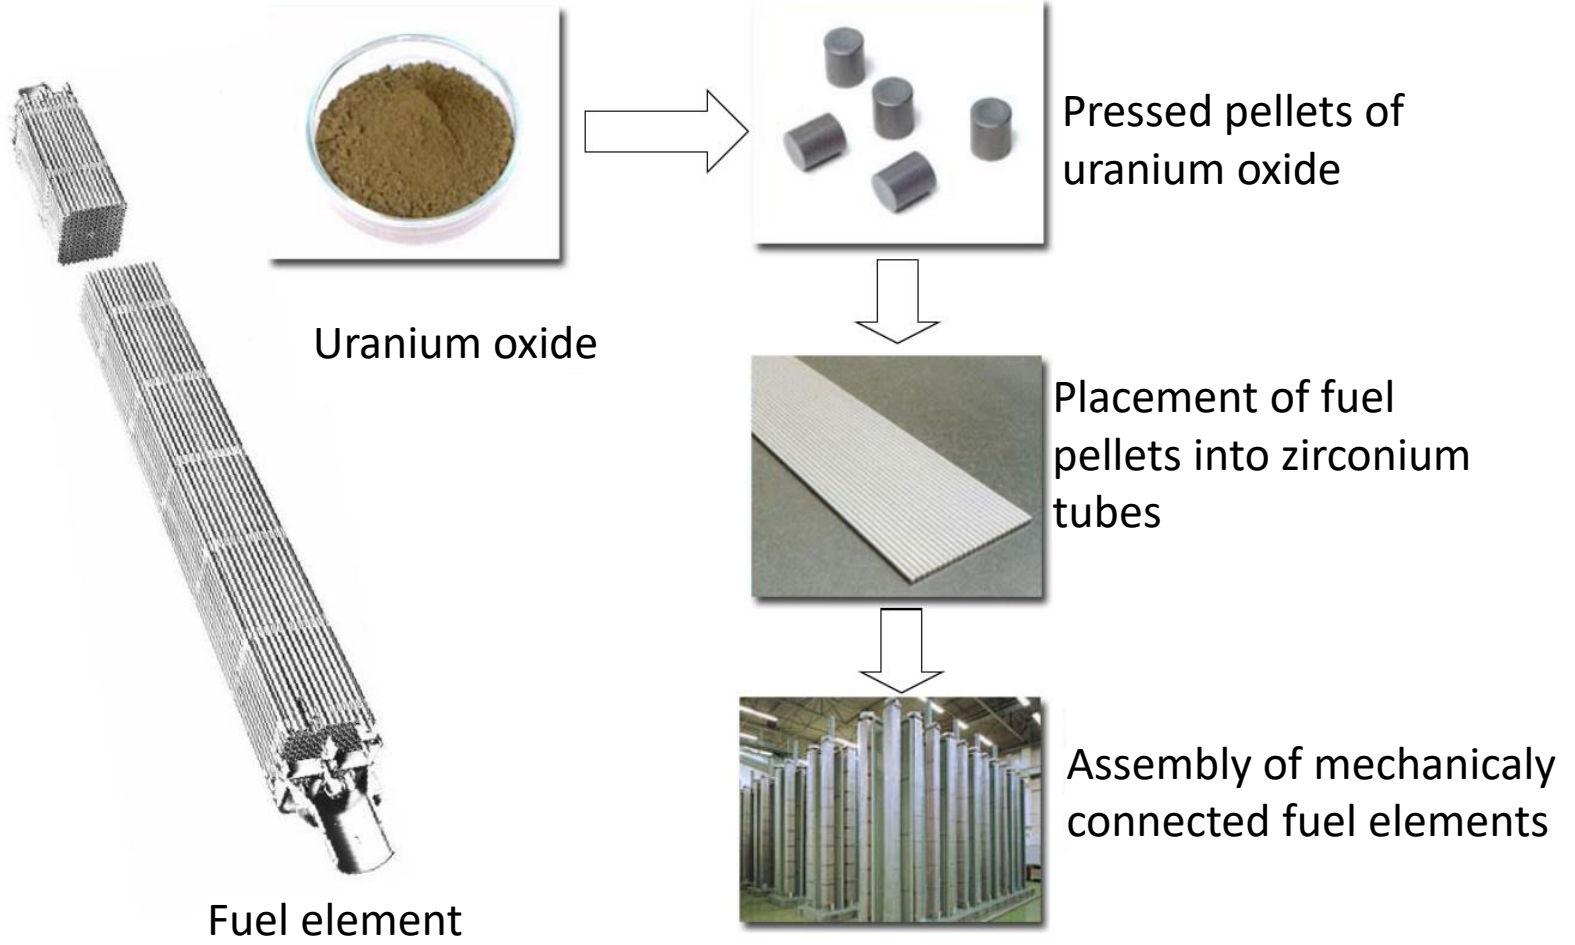 Uranium oxide
Pressed pellets of
uranium oxide
Placement of fuel
pellets into zirconium
tubes
Assembly of mechanicaly
connected fuel elements
Fuel element